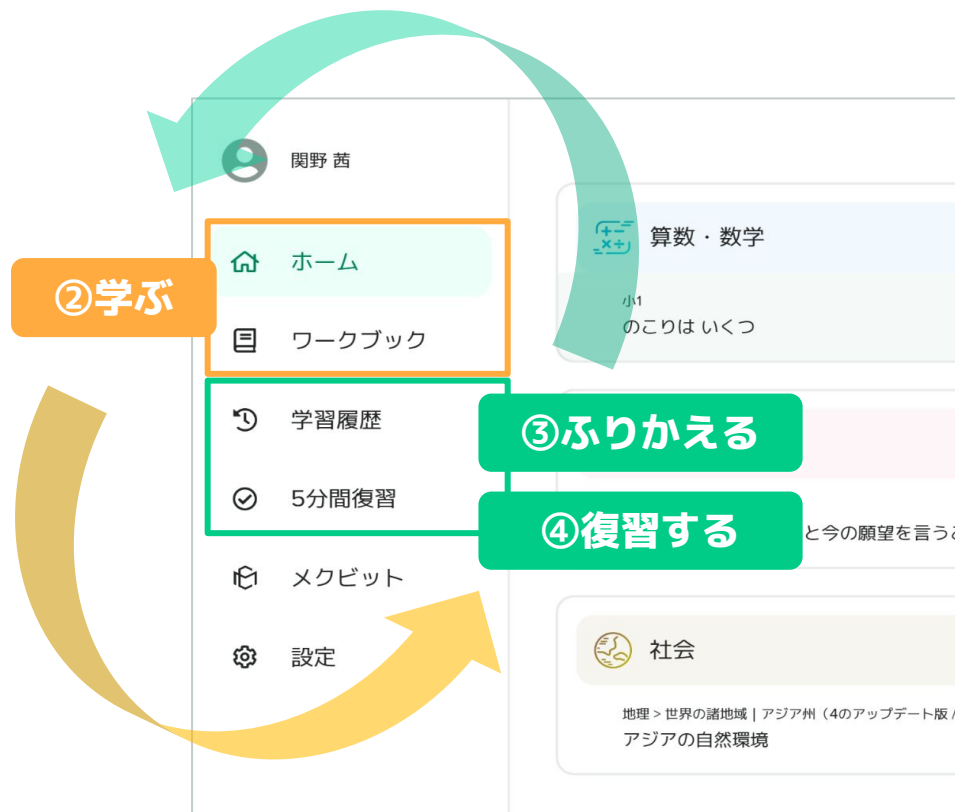 関野 茜
算数・数学
ホーム
②学ぶ
小1
のこりは いくつ
ワークブック
学習履歴
③ふりかえる
5分間復習
④復習する
と今の願望を言う
メクビット
設定
社会
地理 > 世界の諸地域 | アジア州（4のアップデート版 /
アジアの自然環境